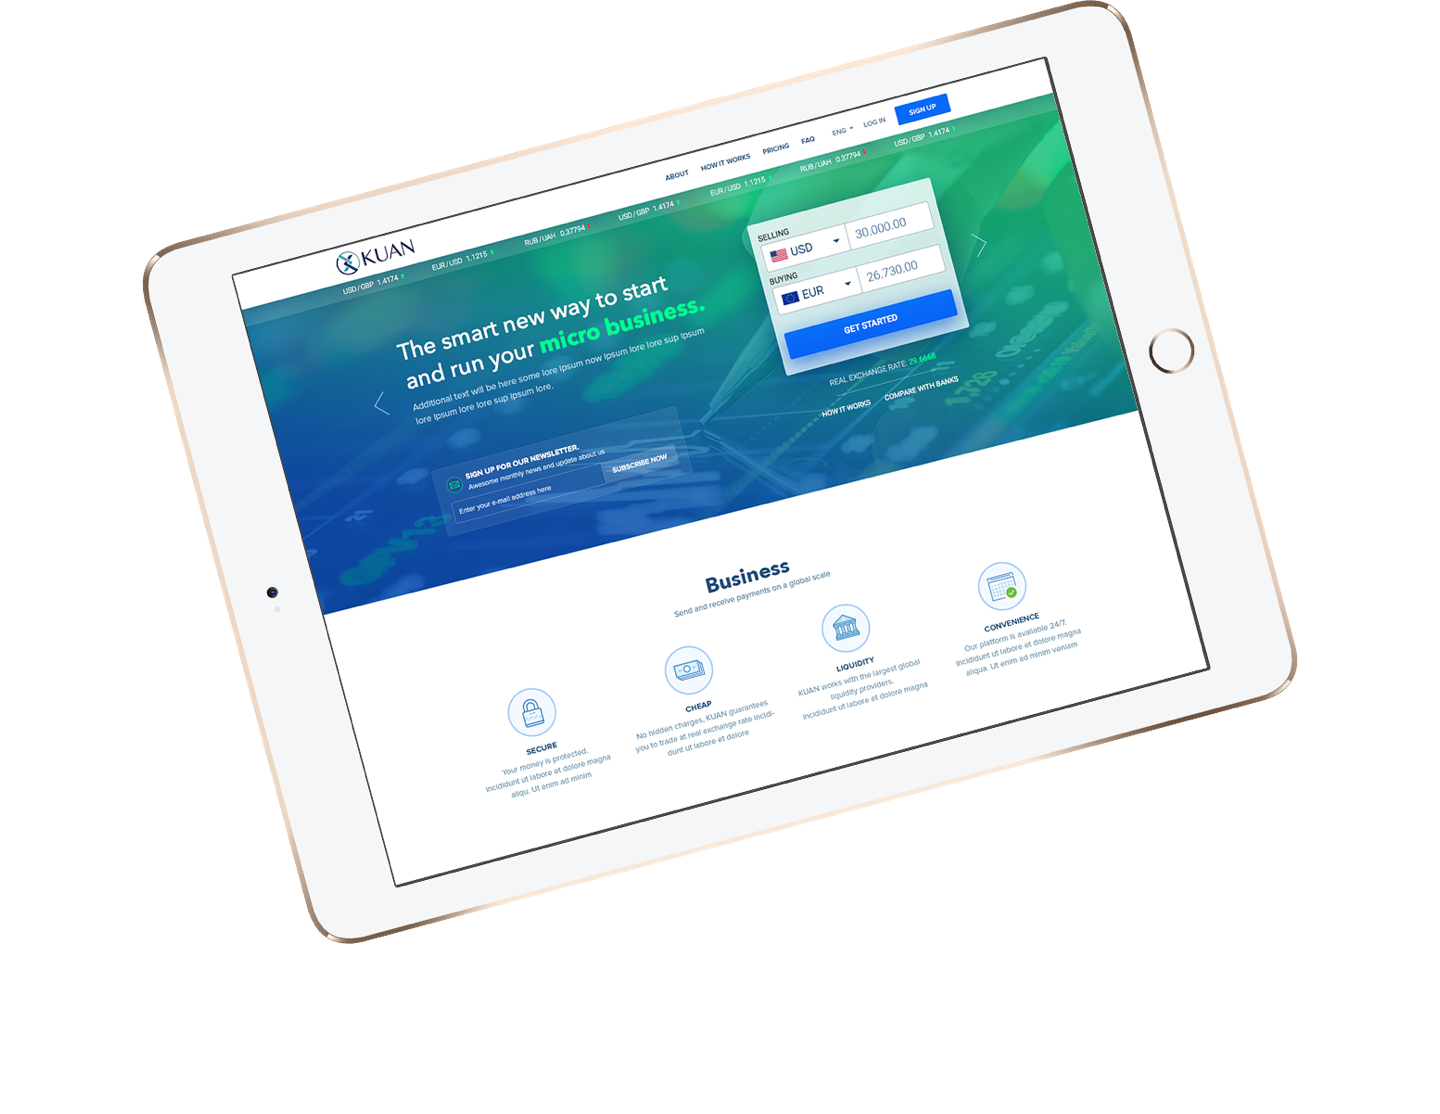 KUAN
ABOUT HOW IT WORKS PRICING FAQ ENG LOG IN SIGN UP
USD/GBP 1.4174 EUR/USD 1.1215 RUB/UAH 0.37794 USD/GBP 1.4174 EUR/USD 1.1215 RUB/UAH 0.37794 USD/GBP 1.4174
The smart new way to start
and run your micro business.
Additional text will be here some lore Ipsum now Ipsum lore lore sup Ipsum
lore Ipsum lore lore sup Ipsum lore.
SIGN UP FOR OUR NEWSLETTER.
Awesome monthly news and update about us
Enter your e-mail address here
SUBSCRIBE NOW
SELLING
USD 30.000.00
BUYING
EUR 26.730.00
GET STARTED
REAL EXCHANGE RATE: 29.6668
HOW IT WORKS COMPARE WITH BANKS
Business
Send and receive payments on a global scale
SECURE
Your money is protected.
Incididunt ut labore et dolore magna
aliqu. Ut enim ad minim
CHEAP
No hidden charges, KUAN guarantees
you to trade at real exchange rate incidi-
dunt ut labore et dolore
LIQUIDITY
KUAN works with the largest global
liquidity providers.
Incididunt ut labore et dolore magna
CONVENIENCE
Our platform is available 24/7.
Incididunt ut labore et dolore magna
aliqua. Ut enim ad minim veniam